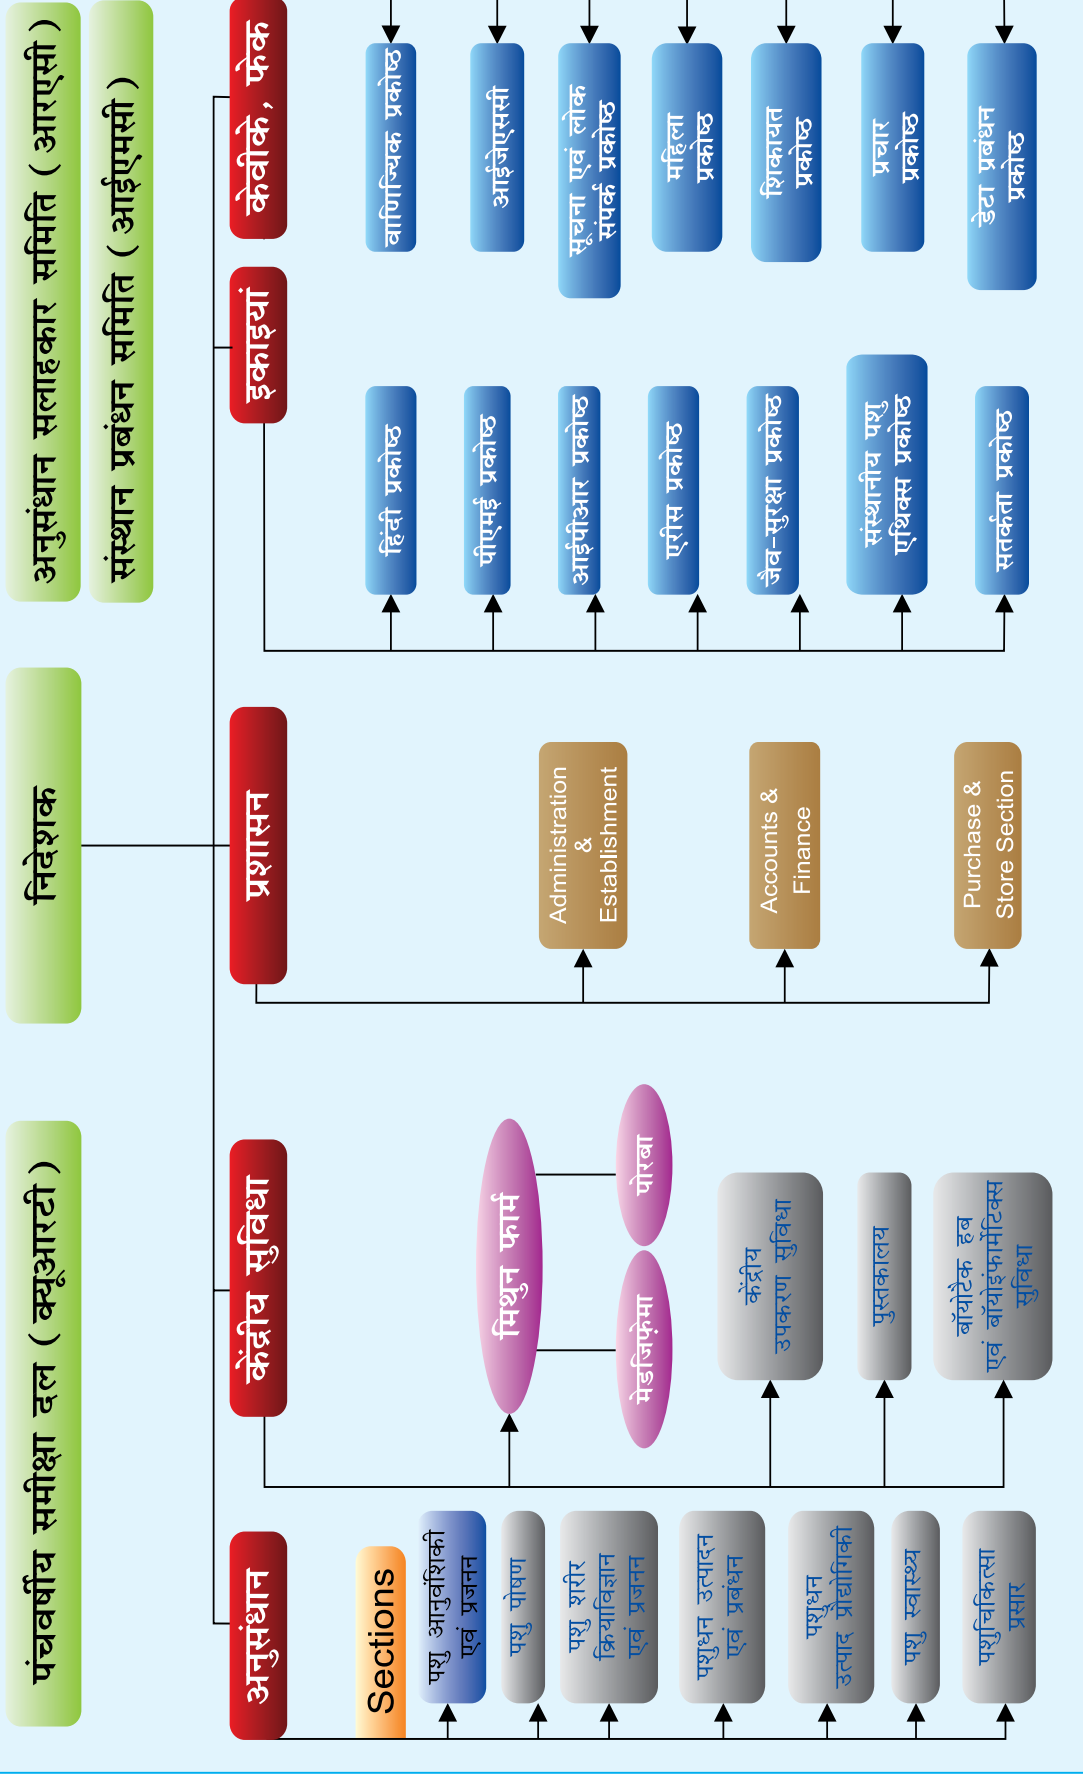 पंचवर्षीय समीक्षा दल ( क्यूआरटी )
निदेशक
अनुसंधान सलाहकार समिति ( आरएसी )
संस्थान प्रबंधन समिति ( आईएमसी )
अनुसंधान
केंद्रीय सुविधा
प्रशासन
इकाइयां
केवीके, फेक
Sections
पशु आनुवंशिकी
एवं प्रजनन
पशु पोषण
पशु शरीर
क्रियाविज्ञान
एवं प्रजनन
पशुधन उत्पादन
एवं प्रबंधन
पशुधन
उत्पाद प्रौद्योगिकी
पशु स्वास्थ्य
पशुचिकित्सा
प्रसार
मिथुन फार्म
मेडजिफ़ेमा
पोरबा
केंद्रीय
उपकरण सुविधा
पुस्तकालय
बॉयोटैक हब
एवं बॉयोइंफार्मेटिक्स
सुविधा
Administration
&
Establishment
Accounts &
Finance
Purchase &
Store Section
हिंदी प्रकोष्ठ
पीएमई प्रकोष्ठ
आईपीआर प्रकोष्ठ
एरीस प्रकोष्ठ
जैव-सुरक्षा प्रकोष्ठ
संस्थानीय पशु
एथिक्स प्रकोष्ठ
सतर्कता प्रकोष्ठ
वाणिज्यिक प्रकोष्ठ
आईजेएससी
सूचना एवं लोक
संपर्क प्रकोष्ठ
महिला
प्रकोष्ठ
शिकायत
प्रकोष्ठ
प्रचार
प्रकोष्ठ
डेटा प्रबंधन
प्रकोष्ठ